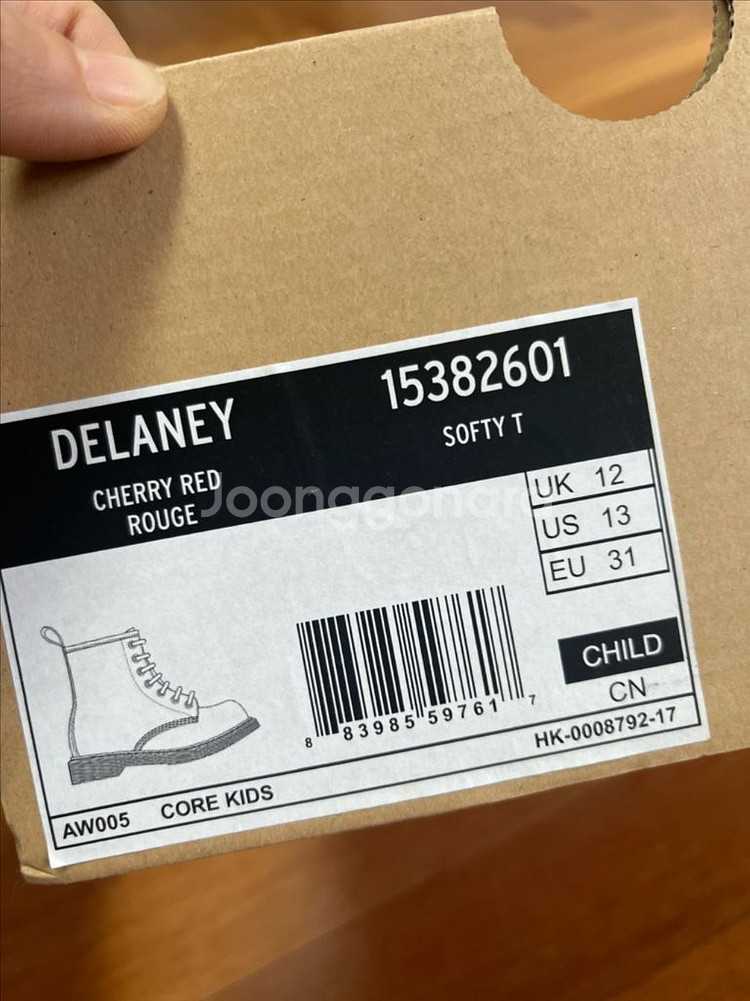 DELANEY
15382601
CHERRY RED
ROUGE
SOFTY T
Joonggonara
UK 12
US 13
EU 31
CHILD
CN
8 83985 59761 7
HK-0008792-17
AW005 CORE KIDS